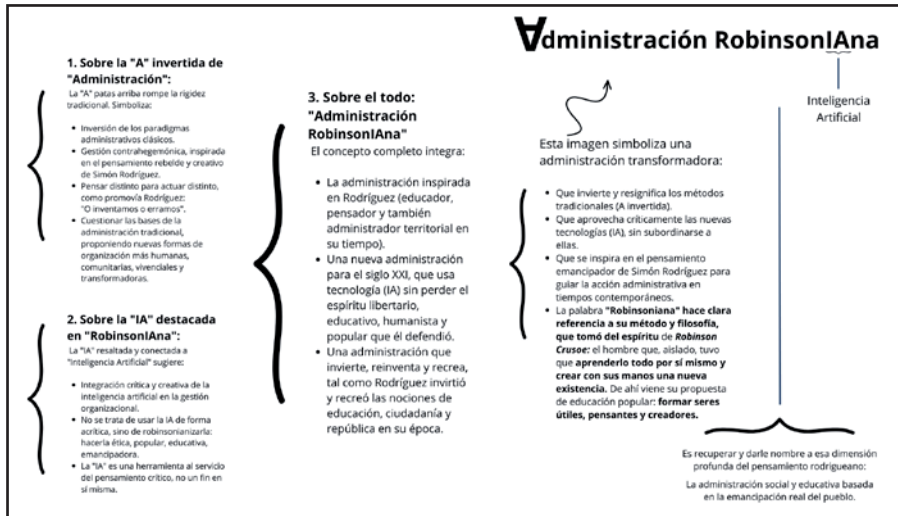 ∀dministración RobinsonIAna
Inteligencia
Artificial
1. Sobre la "A" invertida de
"Administración":
La "A" patas arriba rompe la rigidez
tradicional. Simboliza:
• Inversión de los paradigmas
administrativos clásicos.
• Gestión contrahegemónica, inspirada
en el pensamiento rebelde y creativo
de Simón Rodríguez.
• Pensar distinto para actuar distinto,
como promovía Rodríguez:
"O inventamos o erramos".
• Cuestionar las bases de la
administración tradicional,
proponiendo nuevas formas de
organización más humanas,
comunitarias, vivenciales y
transformadoras.
2. Sobre la "IA" destacada
en "RobinsonIAna":
La "IA" resaltada y conectada a
"Inteligencia Artificial" sugiere:
• Integración crítica y creativa de la
inteligencia artificial en la gestión
organizacional.
• No se trata de usar la IA de forma
acrítica, sino de robinsonianizarla:
hacerla ética, popular, educativa,
emancipadora.
• La "IA" es una herramienta al servicio
del pensamiento crítico, no un fin en
sí misma.
3. Sobre el todo:
"Administración
RobinsonIAna"
El concepto completo integra:
• La administración inspirada
en Rodríguez (educador,
pensador y también
administrador territorial en
su tiempo).
• Una nueva administración
para el siglo XXI, que usa
tecnología (IA) sin perder el
espíritu libertario,
educativo, humanista y
popular que él defendió.
• Una administración que
invierte, reinventa y recrea,
tal como Rodríguez invirtió
y recreó las nociones de
educación, ciudadanía y
república en su época.
Esta imagen simboliza una
administración transformadora:
• Que invierte y resignifica los métodos
tradicionales (A invertida).
• Que aprovecha críticamente las nuevas
tecnologías (IA), sin subordinarse a
ellas.
• Que se inspira en el pensamiento
emancipador de Simón Rodríguez para
guiar la acción administrativa en
tiempos contemporáneos.
• La palabra "Robinsoniana" hace clara
referencia a su método y filosofía,
que tomó del espíritu de Robinson
Crusoe: el hombre que, aislado, tuvo
que aprenderlo todo por sí mismo y
crear con sus manos una nueva
existencia. De ahí viene su propuesta
de educación popular: formar seres
útiles, pensantes y creadores.
Es recuperar y darle nombre a esa dimensión
profunda del pensamiento rodrigueano:
La administración social y educativa basada
en la emancipación real del pueblo.